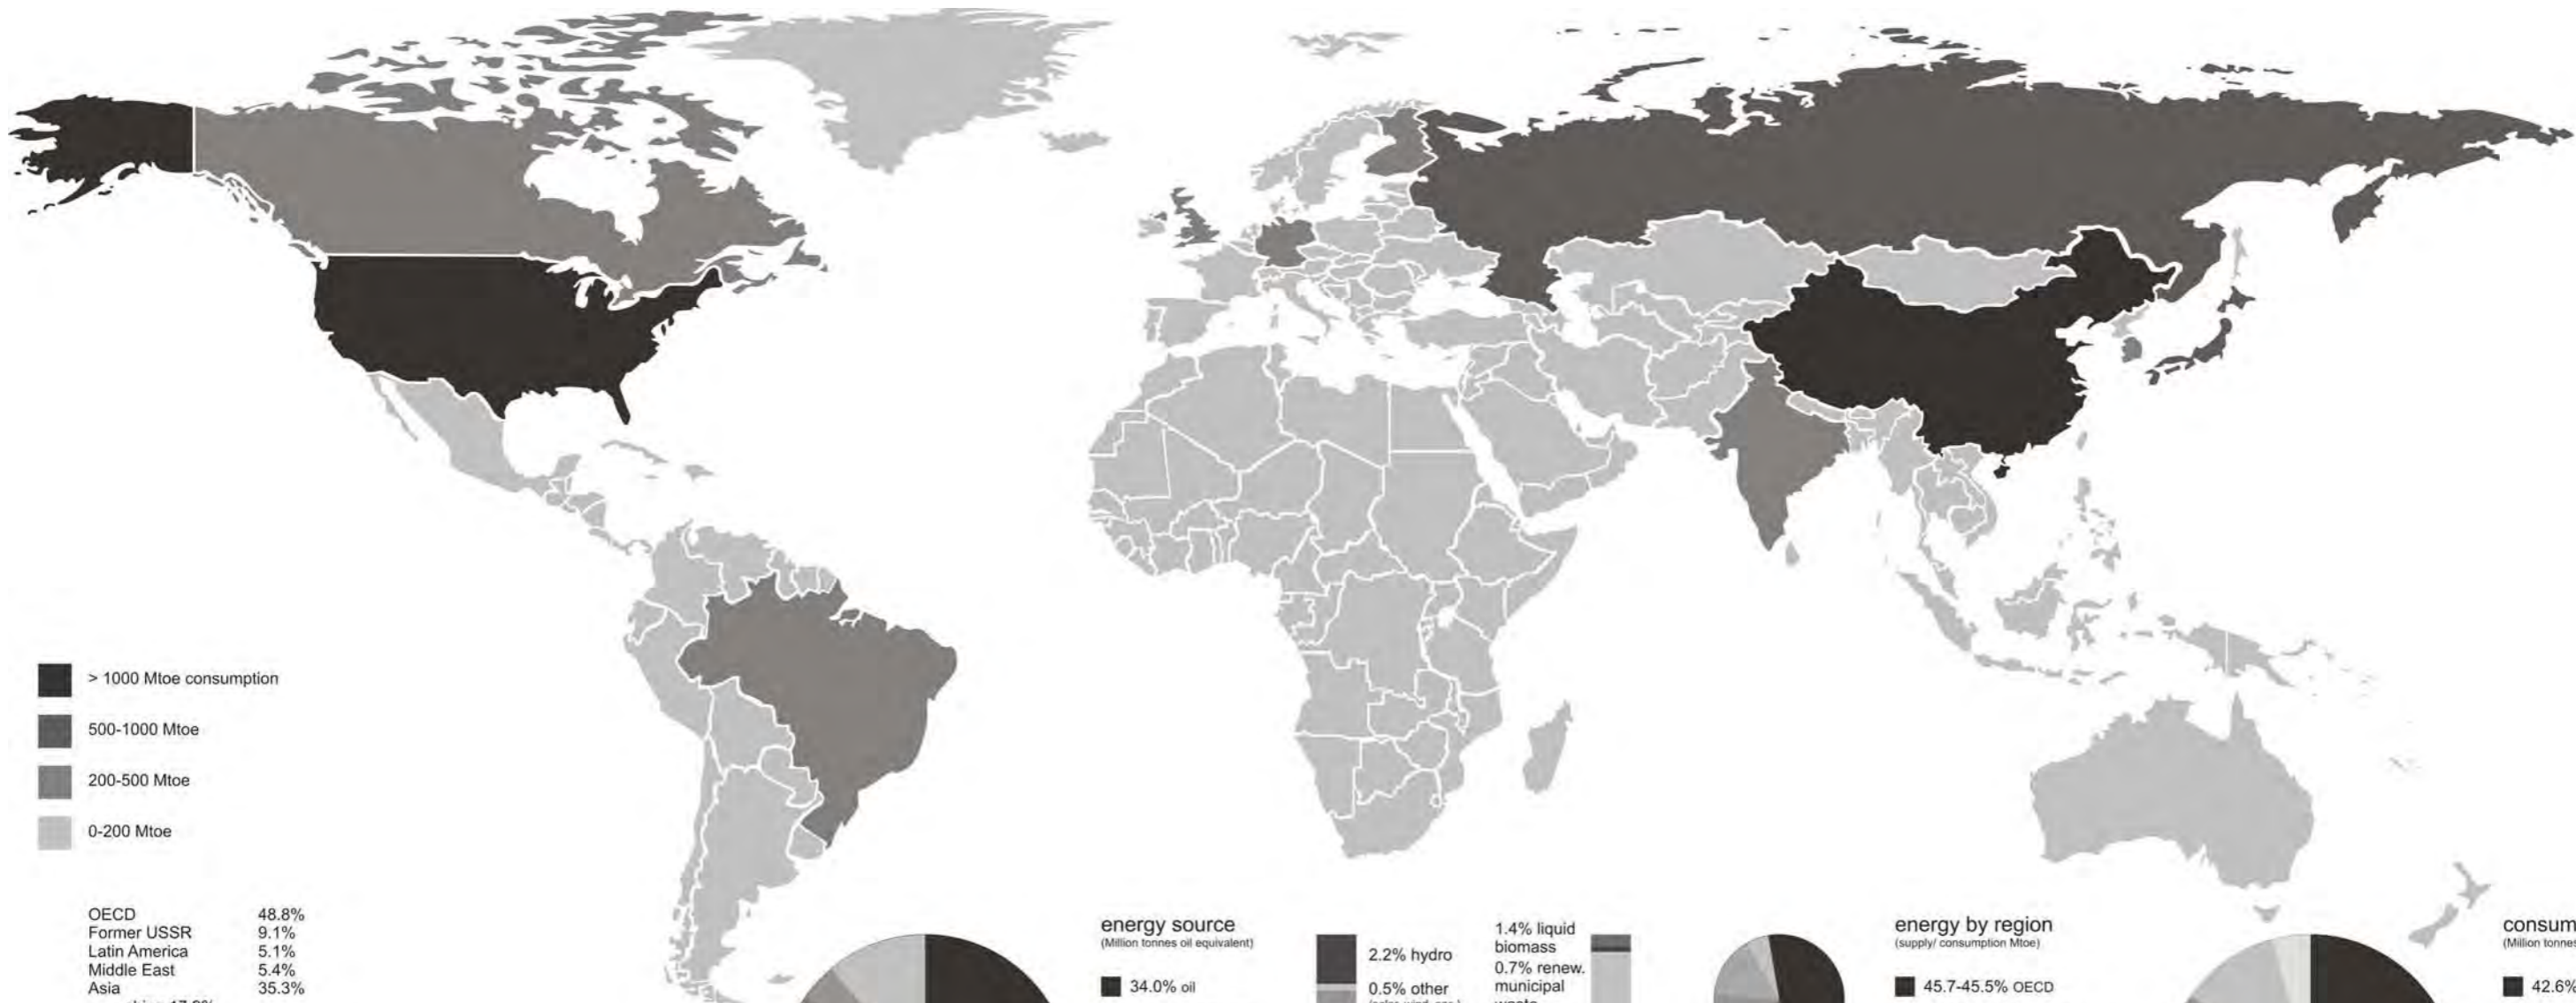 > 1000 Mtoe consumption
500-1000 Mtoe
200-500 Mtoe
0-200 Mtoe
OECD 48.8%
Former USSR 9.1%
Latin America 5.1%
Middle East 5.4%
Asia 35.3%
energy source
(Million tonnes oil equivalent)
34.0% oil
2.2% hydro
0.5% other
1.4% liquid
biomass
0.7% renew.
municipal
energy by region
(supply/ consumption Mtoe)
45.7-45.5% OECD
consum
(Million tonnes
42.6%